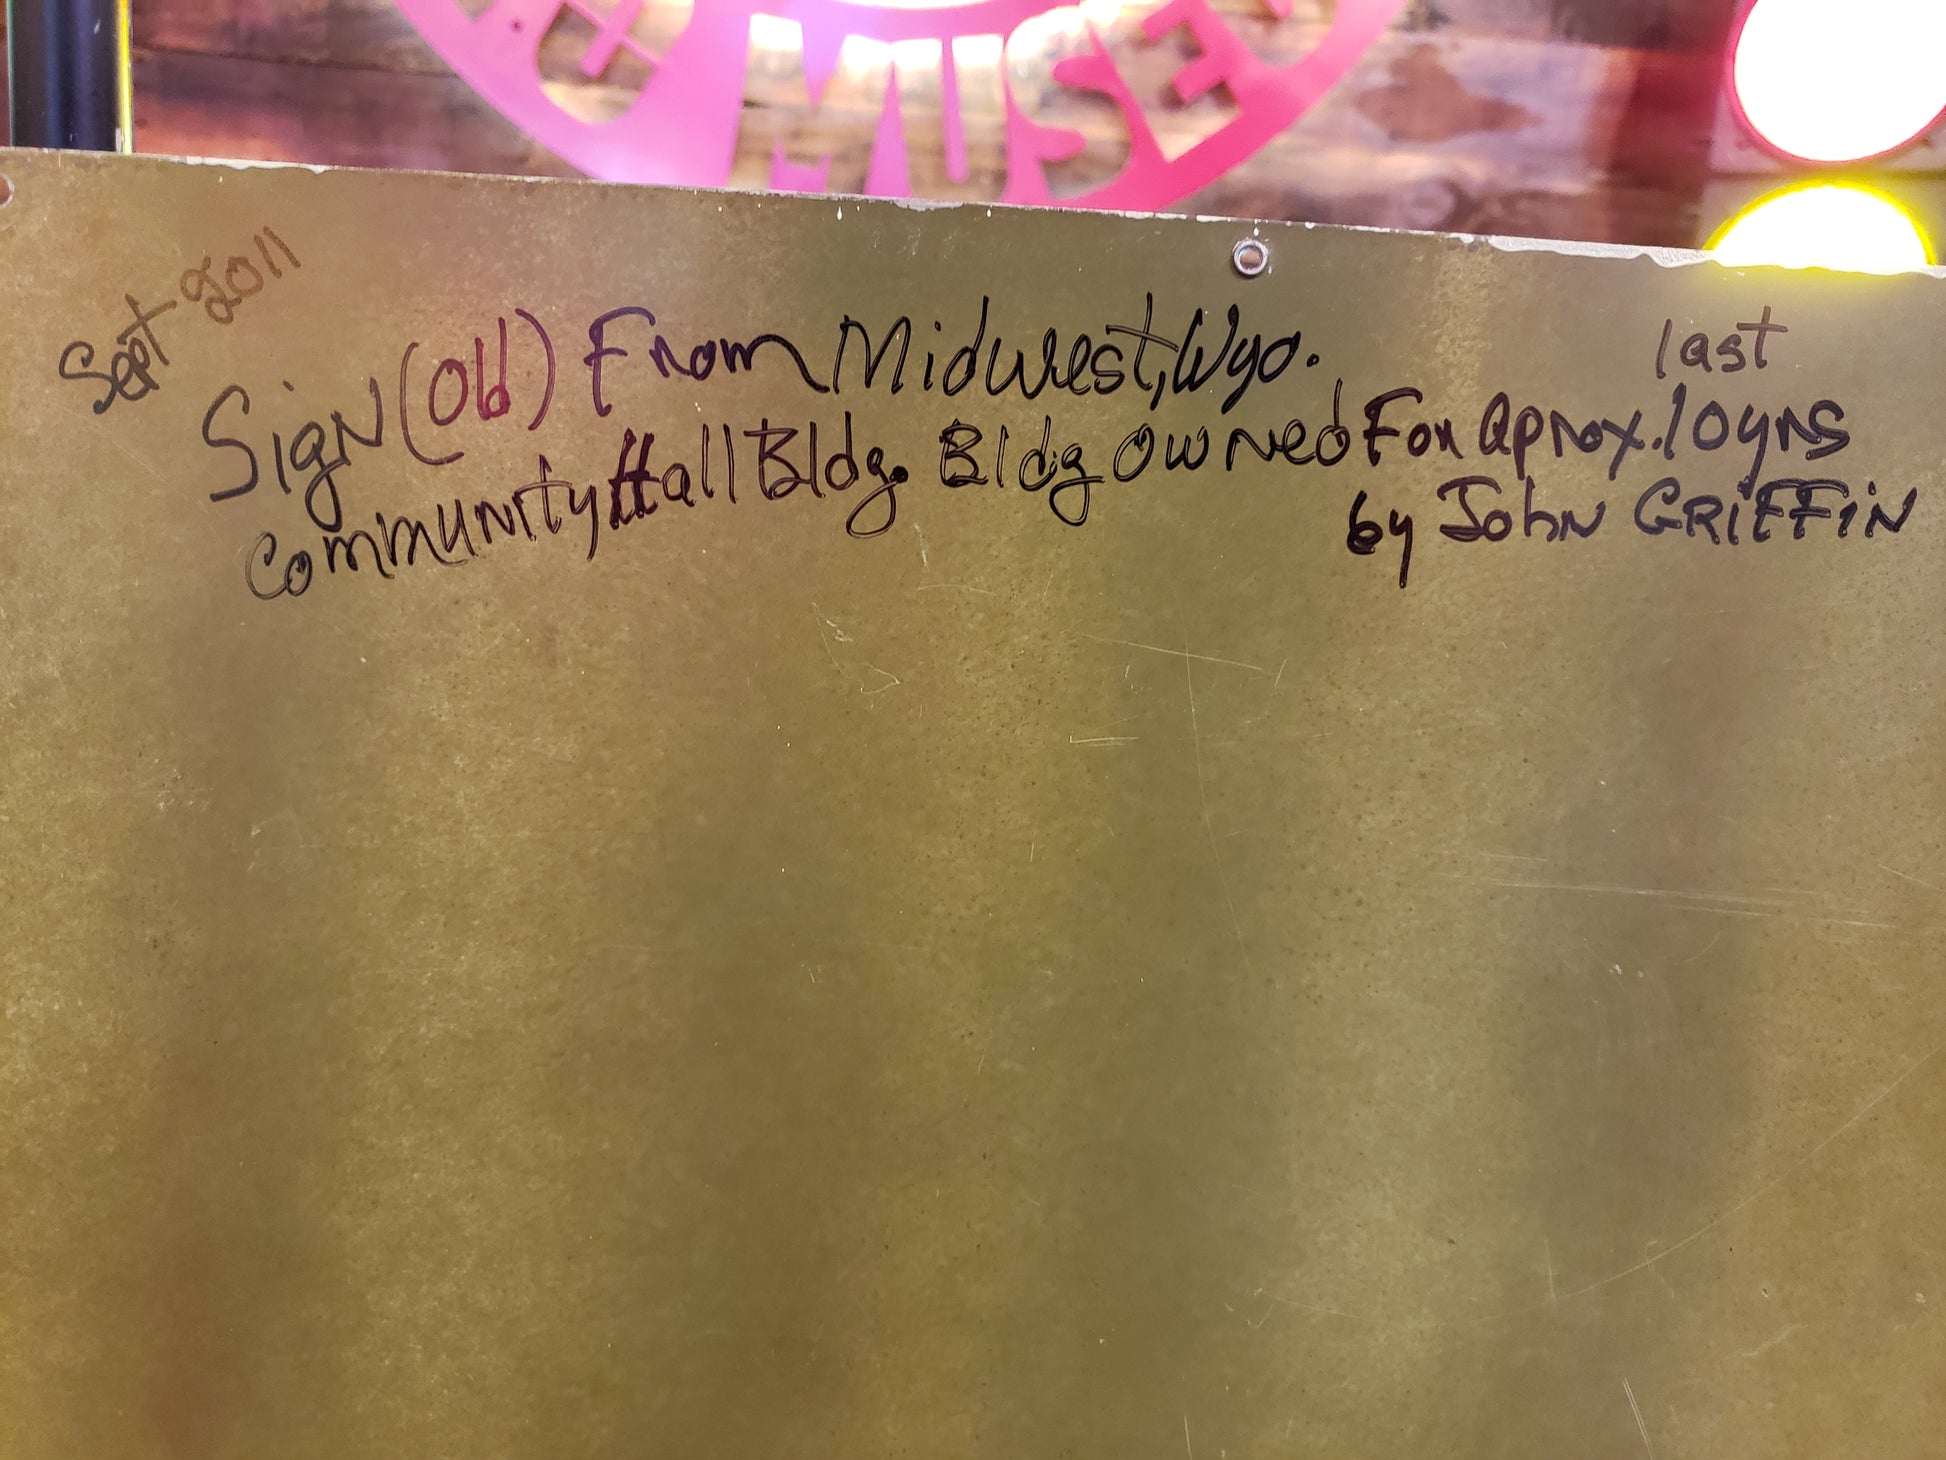 MUSE
Sept 2011
Sign (Old) From Midwest, Wyo.
last
Community Hall Bldg. Bldg Owned For Aprox. 10 yrs
by John GRIFFIN